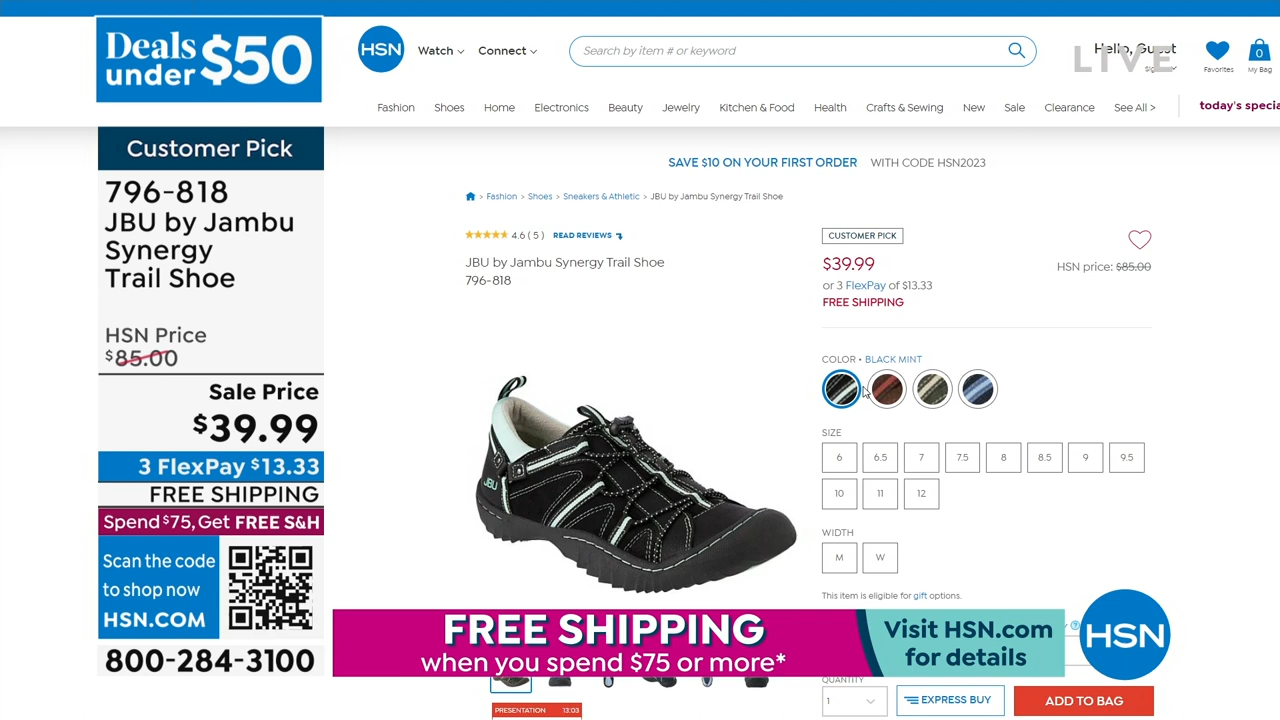 Deals
under $50
HSN
Watch
Connect
Search by item # or keyword
Hello, Guest
LIVE
Favorites
0
My Bag
Fashion
Shoes
Home
Electronics
Beauty
Jewelry
Kitchen & Food
Health
Crafts & Sewing
New
Sale
Clearance
See All >
today's specia
Customer Pick
796-818
JBU by Jambu
Synergy
Trail Shoe
HSN Price
$85.00
Sale Price
$39.99
3 FlexPay $13.33
FREE SHIPPING
Spend $75, Get FREE S&H
Scan the code
to shop now
HSN.COM
800-284-3100
SAVE $10 ON YOUR FIRST ORDER WITH CODE HSN2023
> Fashion > Shoes > Sneakers & Athletic > JBU by Jambu Synergy Trail Shoe
4.6 ( 5 ) READ REVIEWS
JBU by Jambu Synergy Trail Shoe
796-818
JBU
CUSTOMER PICK
$39.99
HSN price: $85.00
or 3 FlexPay of $13.33
FREE SHIPPING
COLOR • BLACK MINT
SIZE
6 6.5 7 7.5 8 8.5 9 9.5
10 11 12
WIDTH
M W
This item is eligible for gift options.
FREE SHIPPING
when you spend $75 or more*
Visit HSN.com
for details
HSN
QUANTITY
1
EXPRESS BUY
ADD TO BAG
PRESENTATION 13:03